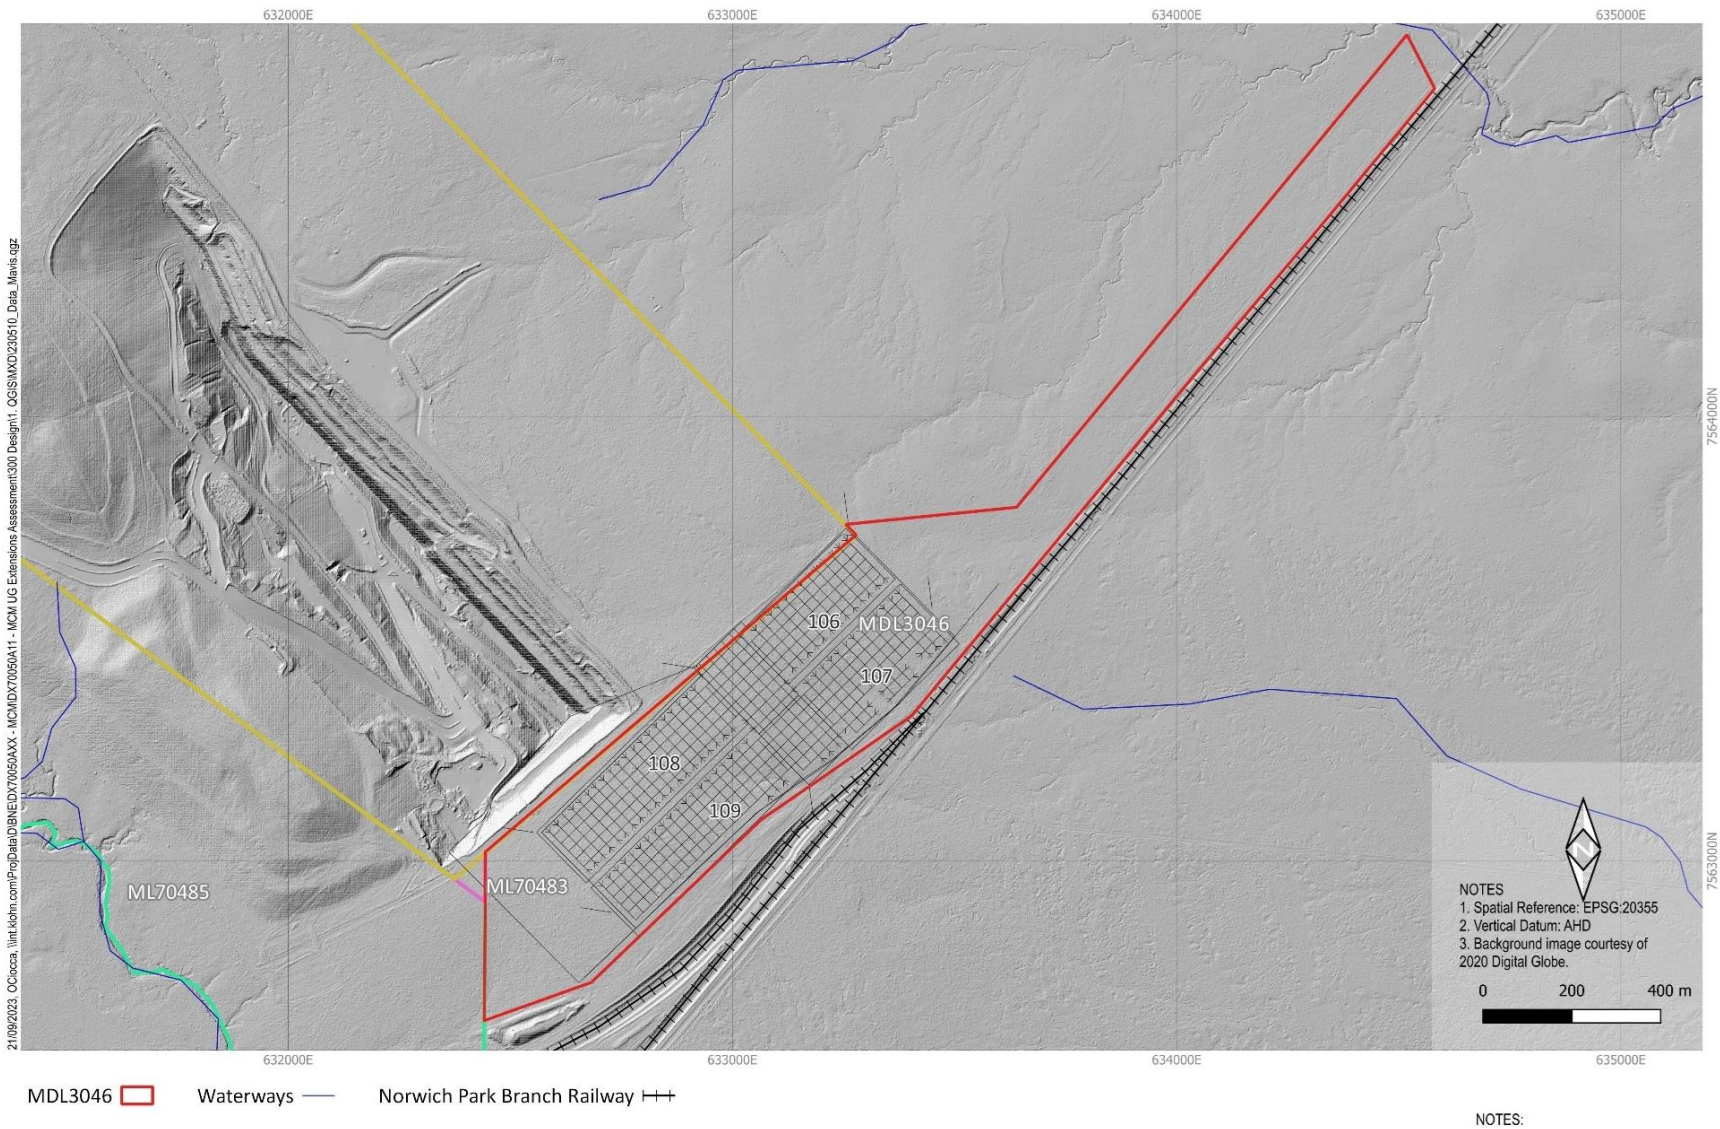 632000E 633000E 634000E 635000E
21/09/2023, OCiocca, \\int.klohn.com\ProjData\D\BNE\DX70050AXX - MCM\DX70050A11 - MCM UG Extensions Assessment\300 Design\1. QGIS\MXD\230510_Data_Mavis.qgz
7564000N
106
MDL3046
107
108
109
7563000N
ML70483
ML70485
NOTES
1. Spatial Reference: EPSG:20355
2. Vertical Datum: AHD
3. Background image courtesy of
2020 Digital Globe.
0 200 400 m
Z
632000E 633000E 634000E 635000E
MDL3046 Waterways Norwich Park Branch Railway
NOTES: